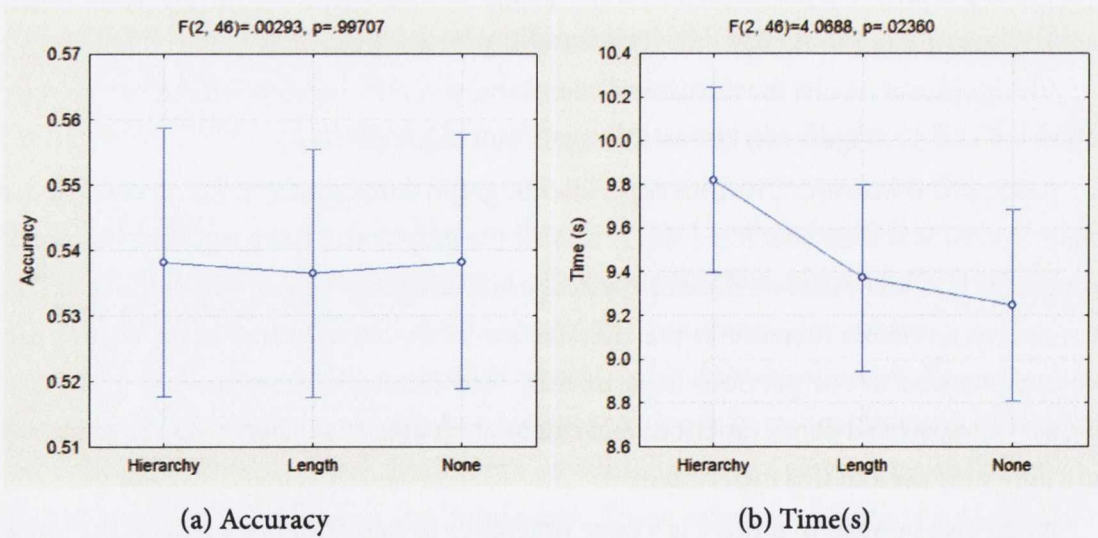 F(2, 46)=.00293, p=.99707
0.57
0.56
0.55
0.54
0.53
0.52
0.51
Accuracy
Hierarchy Length None
(a) Accuracy
F(2, 46)=4.0688, p=.02360
10.4
10.2
10.0
9.8
9.6
9.4
9.2
9.0
8.8
8.6
Time (s)
Hierarchy Length None
(b) Time(s)